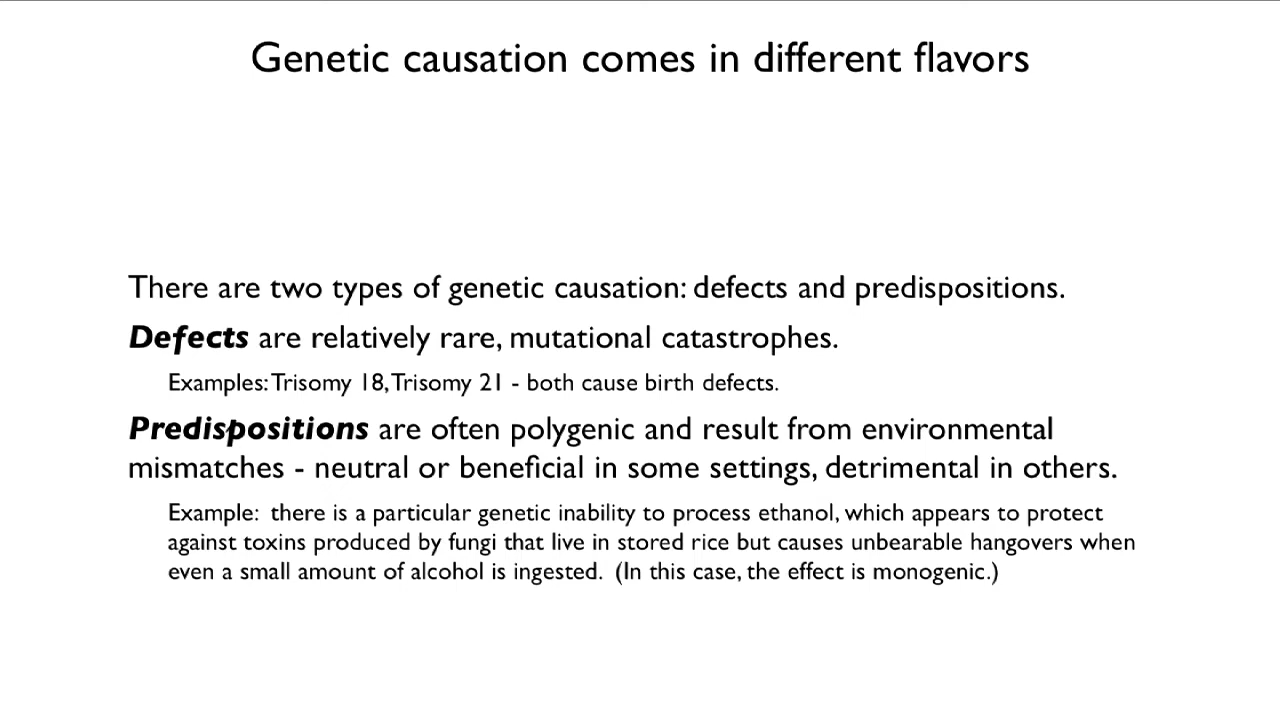 Genetic causation comes in different flavors
There are two types of genetic causation: defects and predispositions.
Defects are relatively rare, mutational catastrophes.
Examples: Trisomy 18, Trisomy 21 - both cause birth defects.
Predispositions are often polygenic and result from environmental
mismatches - neutral or beneficial in some settings, detrimental in others.
Example: there is a particular genetic inability to process ethanol, which appears to protect
against toxins produced by fungi that live in stored rice but causes unbearable hangovers when
even a small amount of alcohol is ingested. (In this case, the effect is monogenic.)